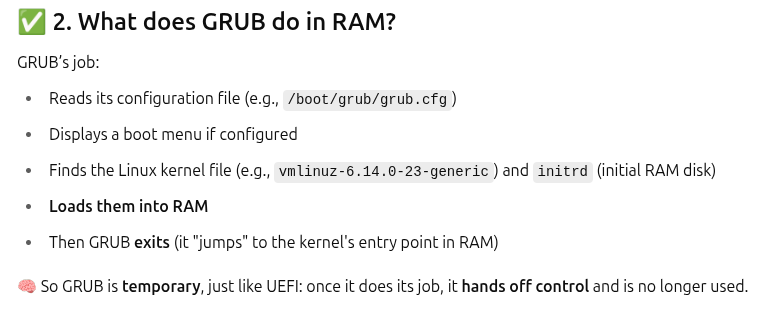 ✅ 2. What does GRUB do in RAM?
GRUB’s job:
• Reads its configuration file (e.g., /boot/grub/grub.cfg)
• Displays a boot menu if configured
• Finds the Linux kernel file (e.g., vmlinuz-6.14.0-23-generic) and initrd (initial RAM disk)
• Loads them into RAM
• Then GRUB exits (it "jumps" to the kernel's entry point in RAM)
🧠 So GRUB is temporary, just like UEFI: once it does its job, it hands off control and is no longer used.